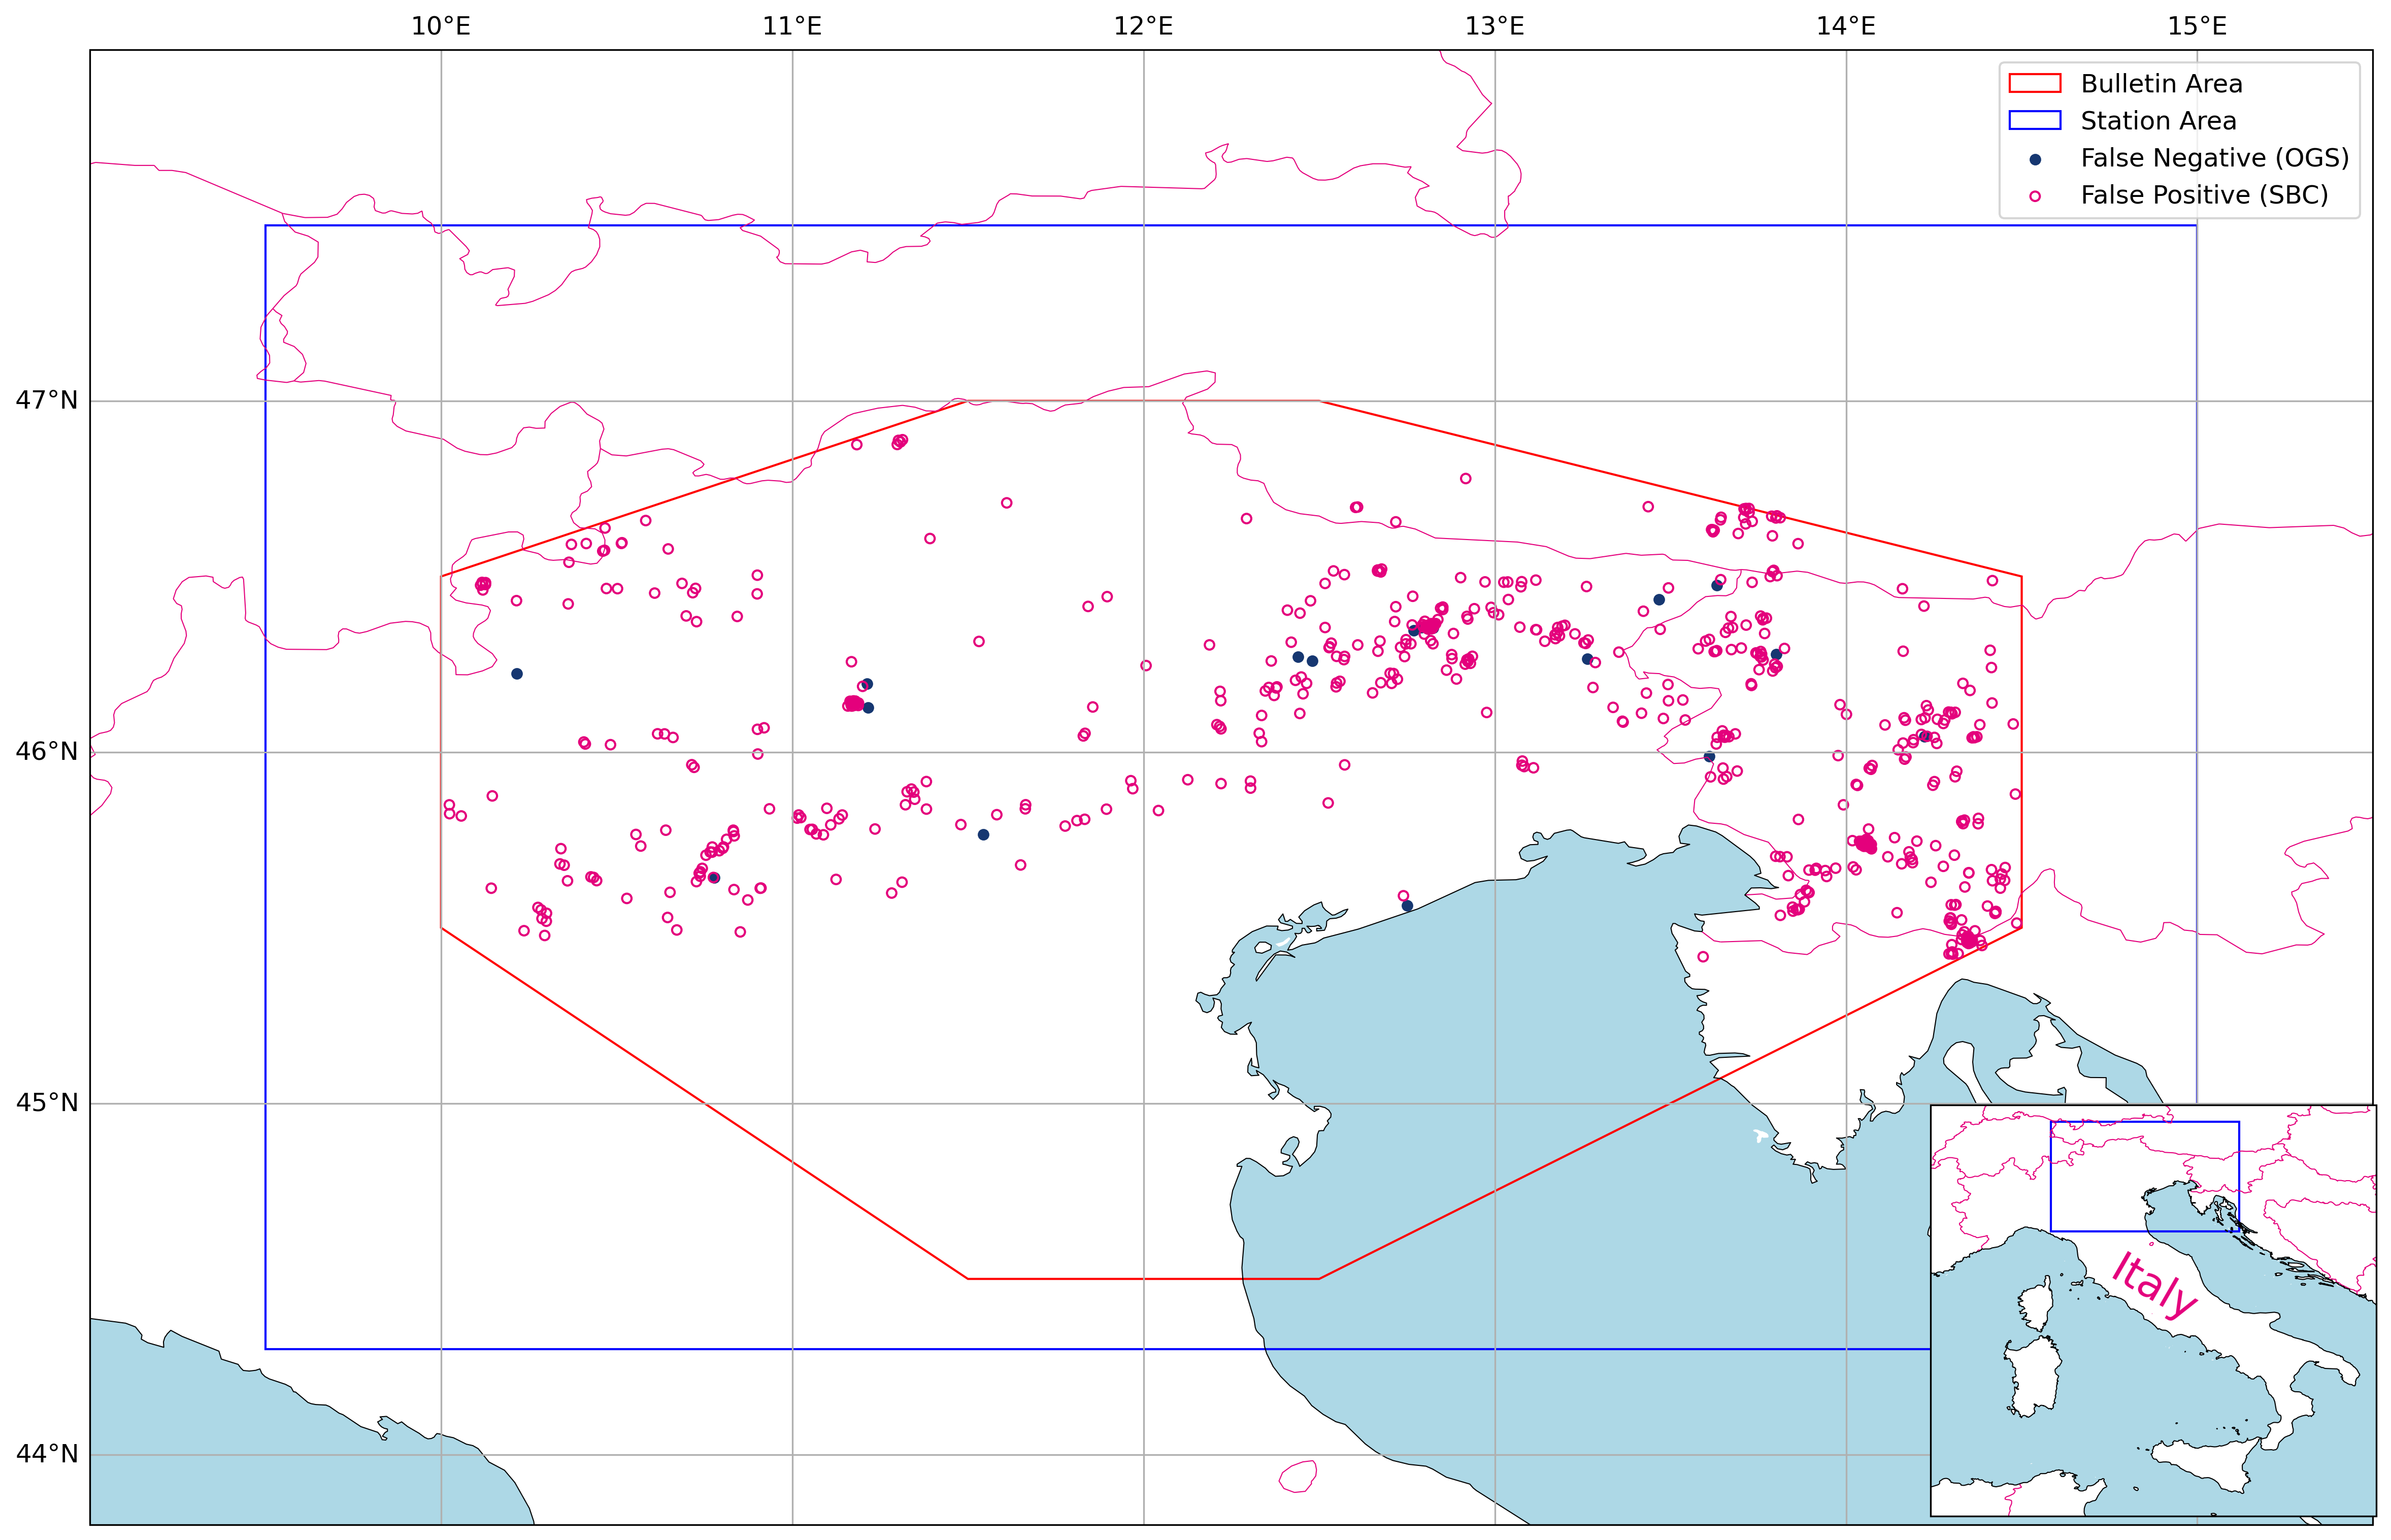 10°E 11°E 12°E 13°E 14°E 15°E
Bulletin Area
Station Area
False Negative (OGS)
False Positive (SBC)
47°N
46°N
45°N
44°N
Italy